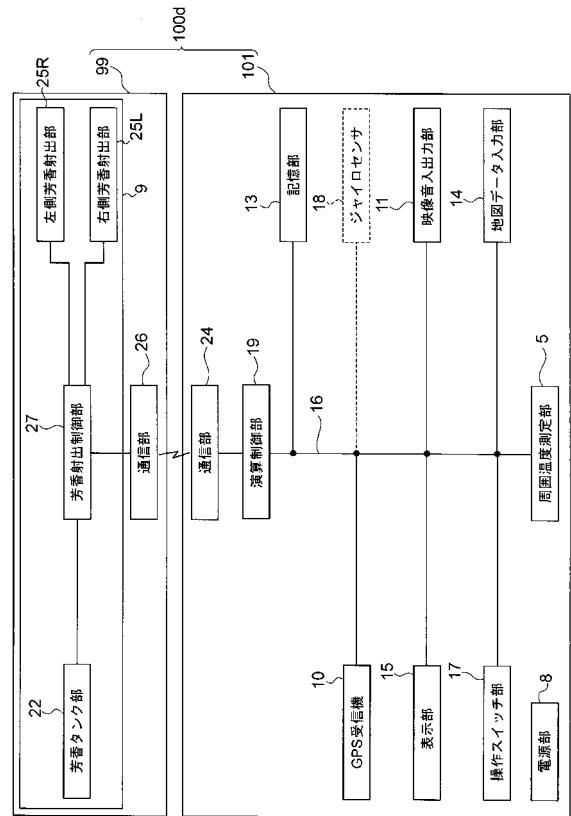 100d
99
25R
左側芳香射出部
25L
右側芳香射出部
9
27
芳香射出制御部
22
芳香タンク部
26
通信部
101
24
通信部
19
演算制御部
16
13
記憶部
18
ジャイロセンサ
11
映像音入出力部
14
地図データ入力部
10
GPS受信機
15
表示部
17
操作スイッチ部
8
電源部
5
周囲温度測定部